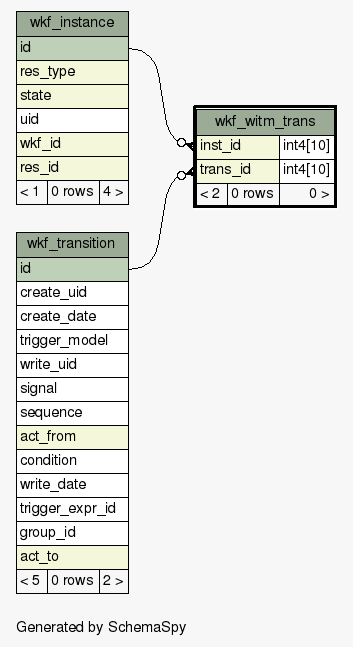 wkf_instance
id
res_type
state
uid
wkf_id
res_id
< 1 0 rows 4 >
wkf_witm_trans
inst_id int4[10]
trans_id int4[10]
< 2 0 rows 0 >
wkf_transition
id
create_uid
create_date
trigger_model
write_uid
signal
sequence
act_from
condition
write_date
trigger_expr_id
group_id
act_to
< 5 0 rows 2 >
Generated by SchemaSpy